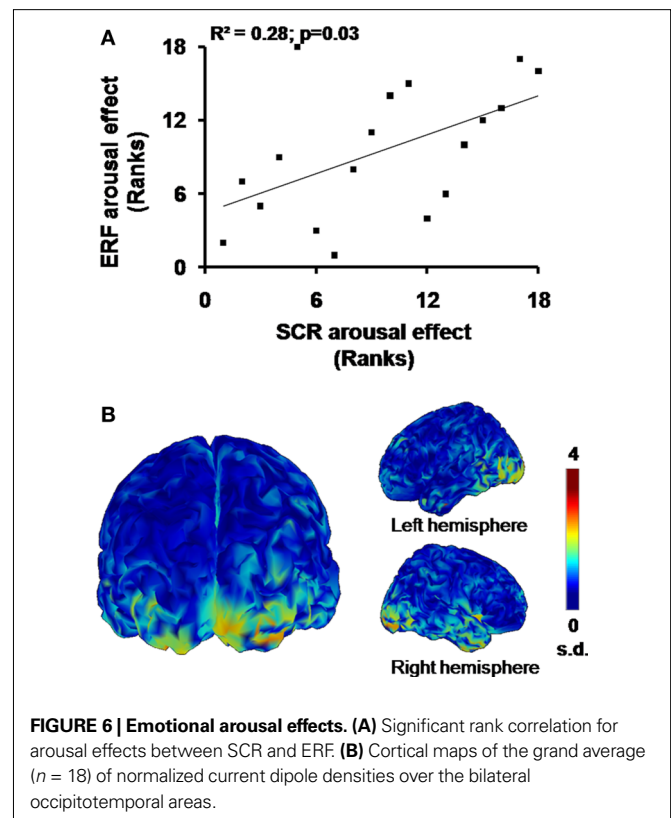 A
R² = 0.28; p=0.03
18
12
6
0
ERF arousal effect
(Ranks)
0 6 12 18
SCR arousal effect
(Ranks)
B
Left hemisphere
Right hemisphere
4
0
s.d.
FIGURE 6 | Emotional arousal effects. (A) Significant rank correlation for
arousal effects between SCR and ERF. (B) Cortical maps of the grand average
(n = 18) of normalized current dipole densities over the bilateral
occipitotemporal areas.